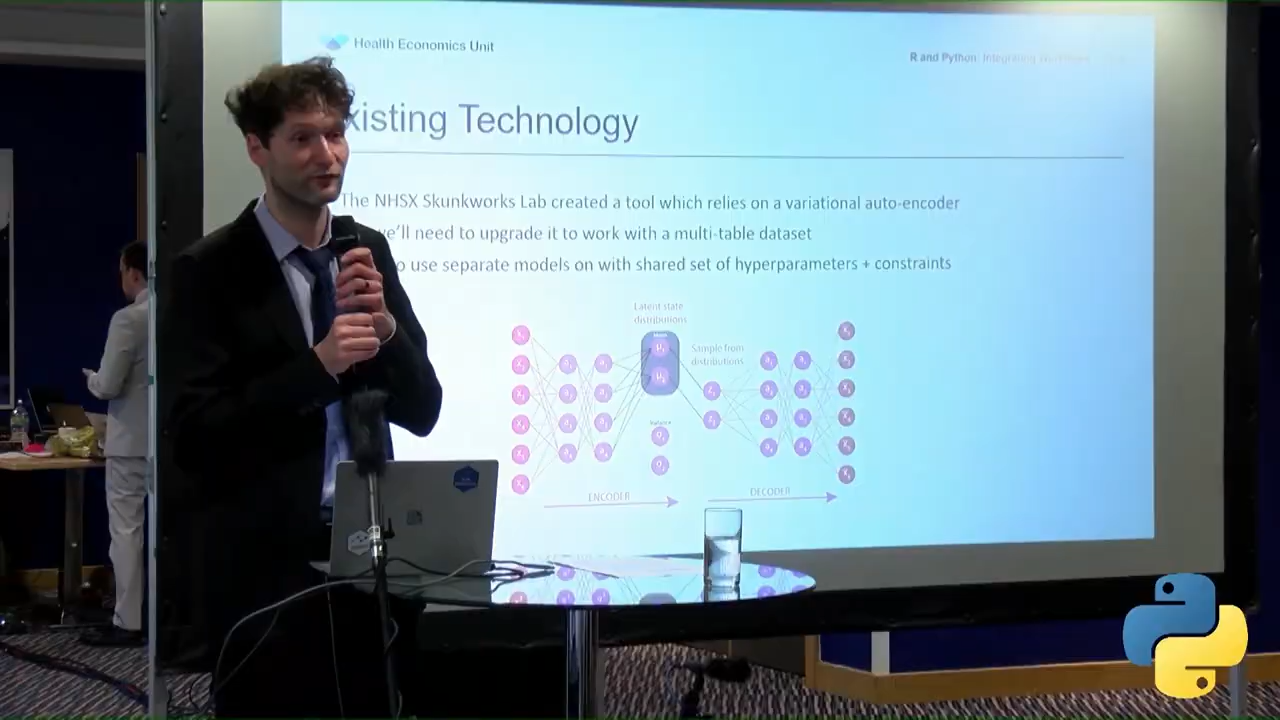 Health Economics Unit
R and Python: Integrating
xisting Technology
The NHSX Skunkworks Lab created a tool which relies on a variational auto-encoder
we'll need to upgrade it to work with a multi-table dataset
o use separate models on with shared set of hyperparameters + constraints
Latent state
distributions
Sample from
distributions
ENCODER
DECODER